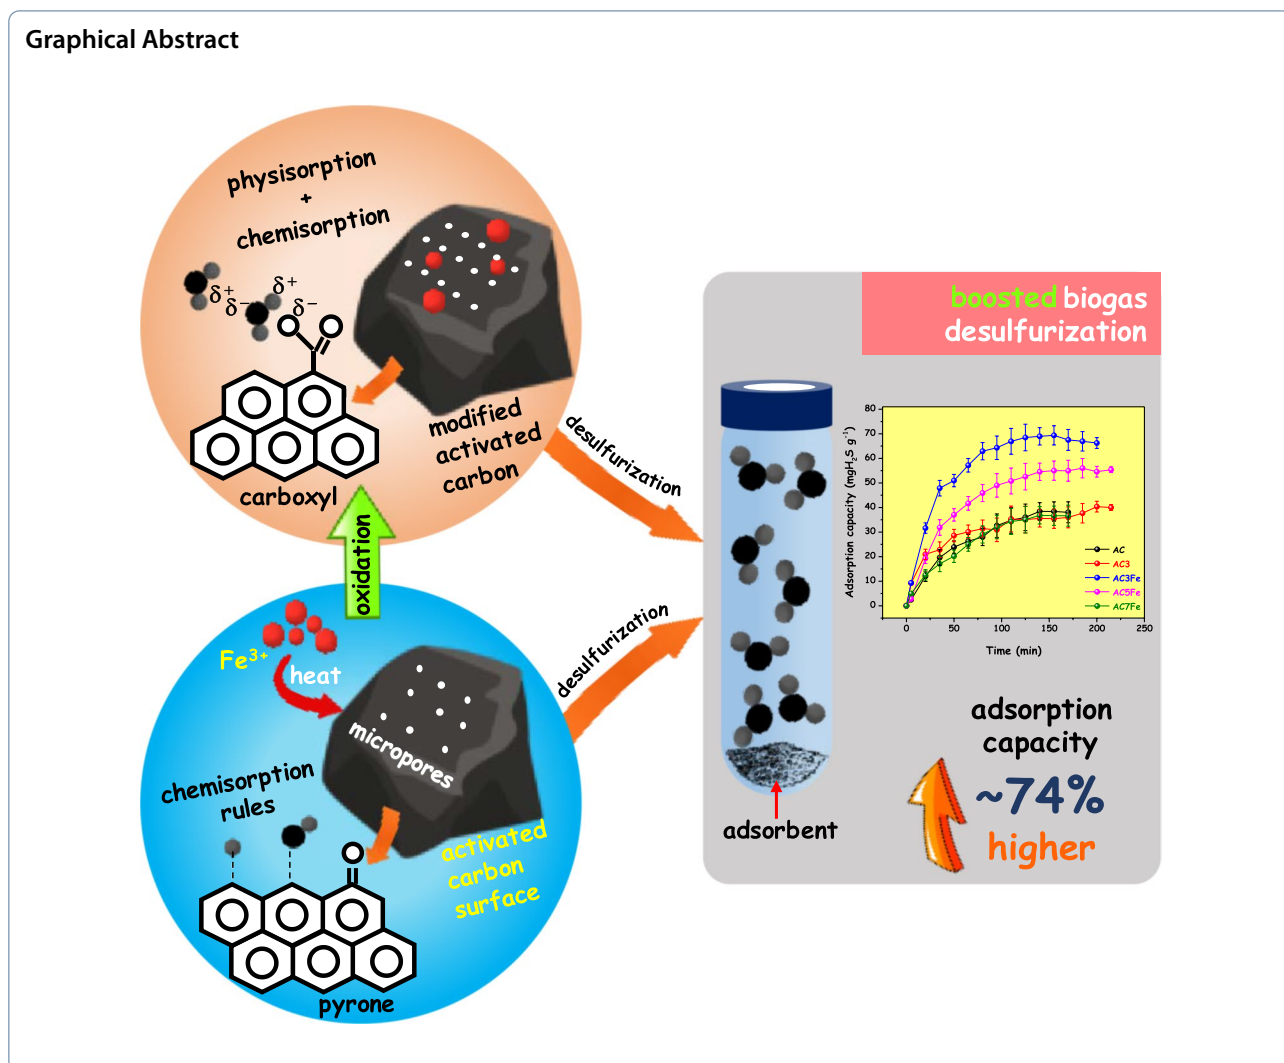 Graphical Abstract
physisorption
+
chemisorption
δ⁺
δ⁻
δ⁺
δ⁻
modified
activated
carbon
carboxyl
oxidation
desulfurization
desulfurization
Fe³⁺
heat
micropores
chemisorption
rules
activated
carbon
surface
pyrone
boosted biogas
desulfurization
Adsorption capacity (mgH₂S g⁻¹)
80
70
60
50
40
30
20
10
0
AC
AC3
AC3Fe
AC5Fe
AC7Fe
0 50 100 150 200 250
Time (min)
adsorbent
adsorption
capacity
~74%
higher